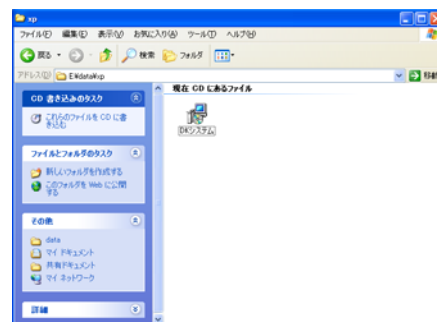 xp
ファイル(F) 編集(E) 表示(V) お気に入り(A) ツール(T) ヘルプ(H)
戻る 検索 フォルダ
アドレス(D) E:¥data¥xp 移動
CD 書き込みのタスク
これらのファイルを CD に書
き込む
ファイルとフォルダのタスク
新しいフォルダを作成する
このフォルダを Web に公開
する
その他
data
マイ ドキュメント
共有ドキュメント
マイ ネットワーク
詳細
現在 CD にあるファイル
DKシステム